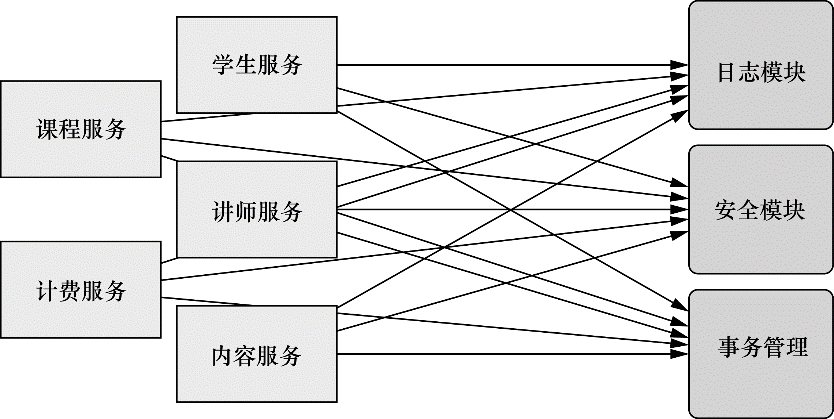 学生服务
日志模块
课程服务
讲师服务
安全模块
计费服务
内容服务
事务管理